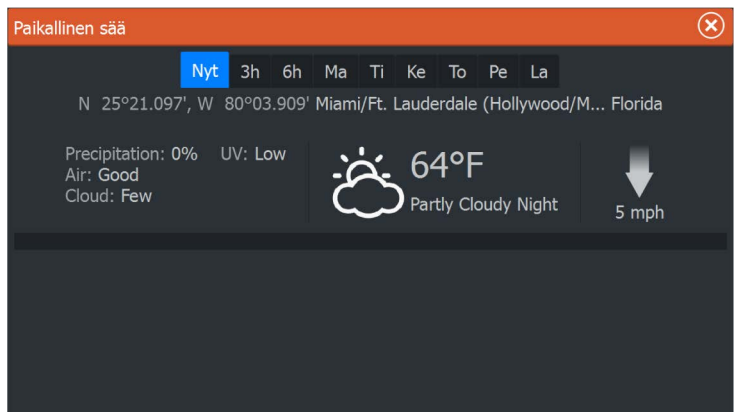 Paikallinen sää
Nyt 3h 6h Ma Ti Ke To Pe La
N 25°21.097', W 80°03.909' Miami/Ft. Lauderdale (Hollywood/M... Florida
Precipitation: 0% UV: Low
Air: Good
Cloud: Few
64°F
Partly Cloudy Night
5 mph